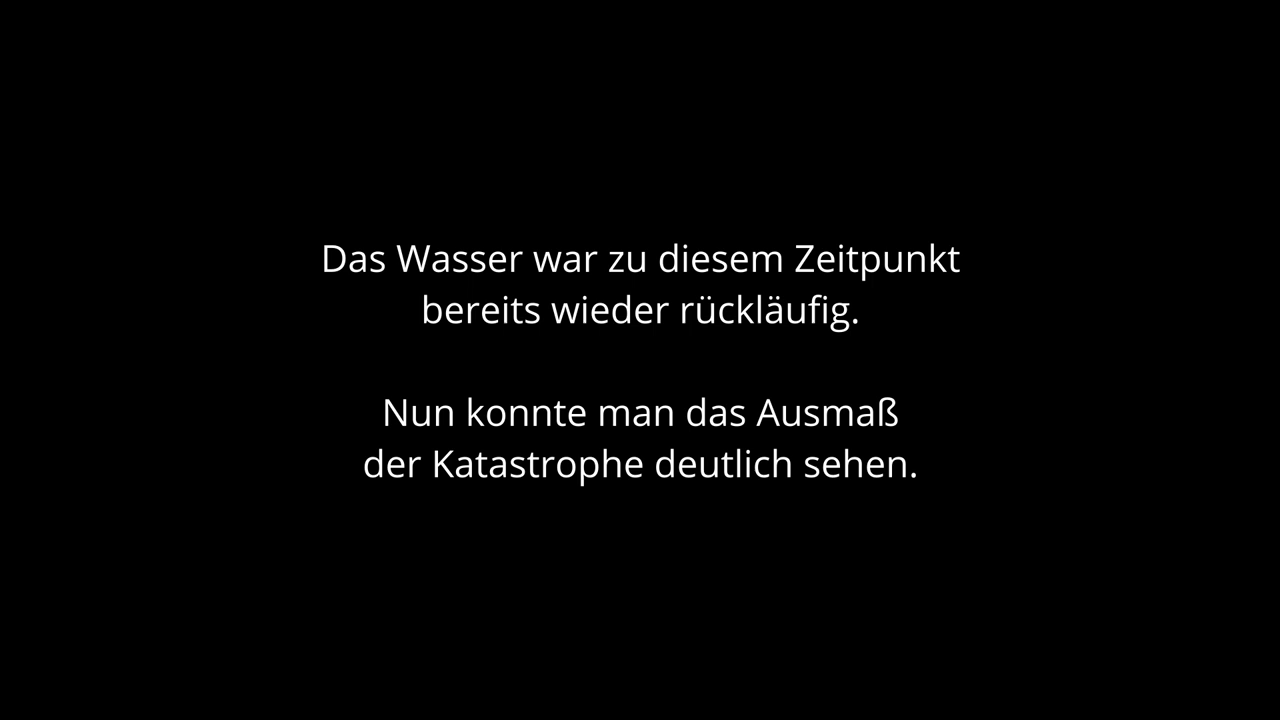 Das Wasser war zu diesem Zeitpunkt
bereits wieder rückläufig.
Nun konnte man das Ausmaß
der Katastrophe deutlich sehen.